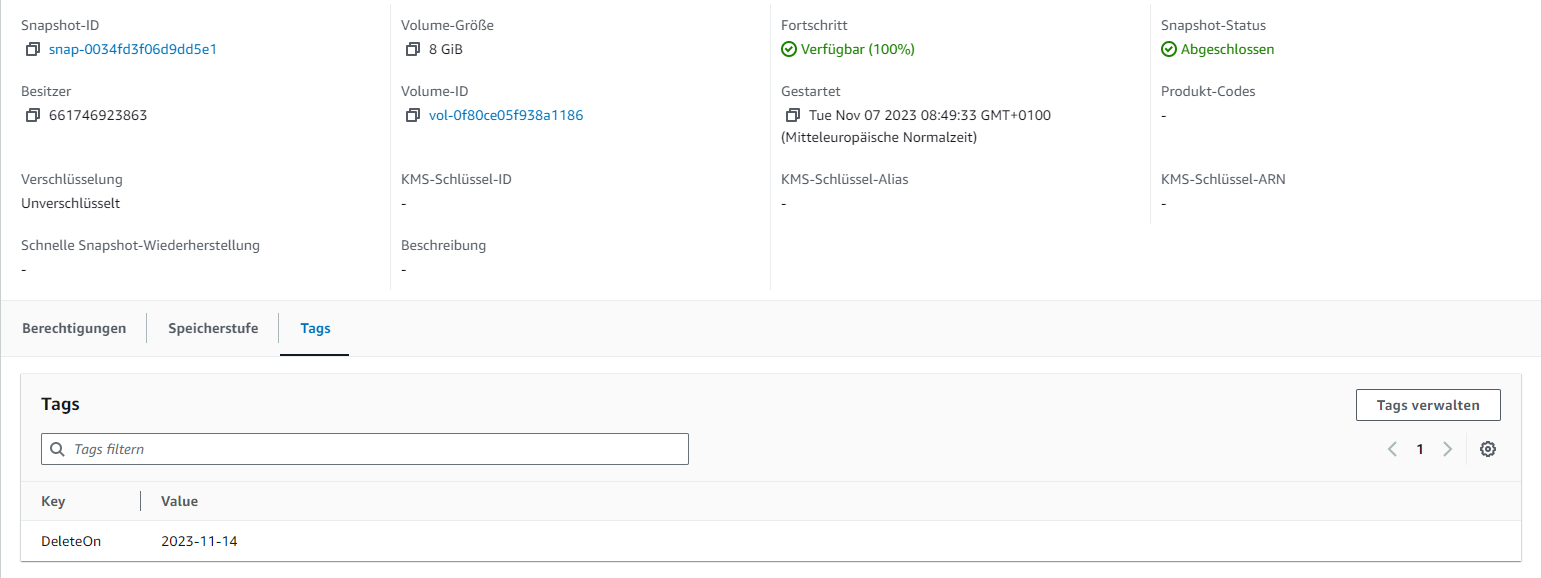 Snapshot-ID
snap-0034fd3f06d9dd5e1
Volume-Größe
8 GiB
Fortschritt
Verfügbar (100%)
Snapshot-Status
Abgeschlossen
Besitzer
661746923863
Volume-ID
vol-0f80ce05f938a1186
Gestartet
Tue Nov 07 2023 08:49:33 GMT+0100
(Mitteleuropäische Normalzeit)
Produkt-Codes
-
Verschlüsselung
Unverschlüsselt
KMS-Schlüssel-ID
-
KMS-Schlüssel-Alias
-
KMS-Schlüssel-ARN
-
Schnelle Snapshot-Wiederherstellung
-
Beschreibung
-
Berechtigungen
Speicherstufe
Tags
Tags
Tags verwalten
Tags filtern
1
Key
Value
DeleteOn
2023-11-14